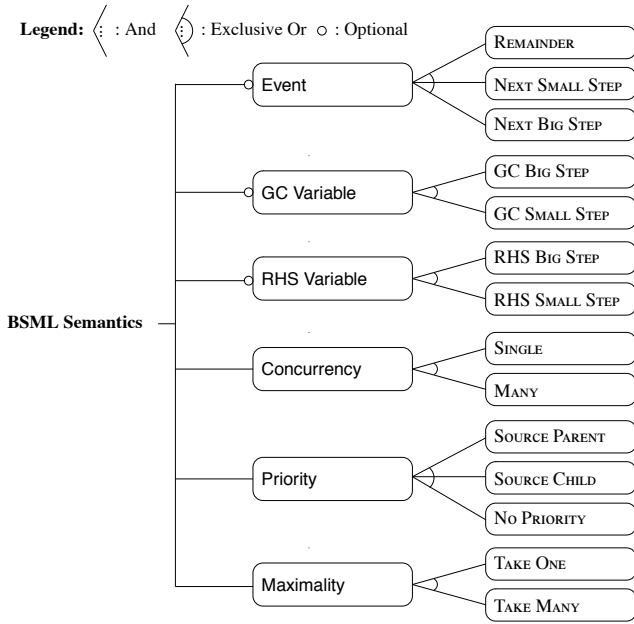 Legend: : And : Exclusive Or : Optional
BSML Semantics
Event
REMAINDER
NEXT SMALL STEP
NEXT BIG STEP
GC Variable
GC BIG STEP
GC SMALL STEP
RHS Variable
RHS BIG STEP
RHS SMALL STEP
Concurrency
SINGLE
MANY
Priority
SOURCE PARENT
SOURCE CHILD
NO PRIORITY
Maximality
TAKE ONE
TAKE MANY